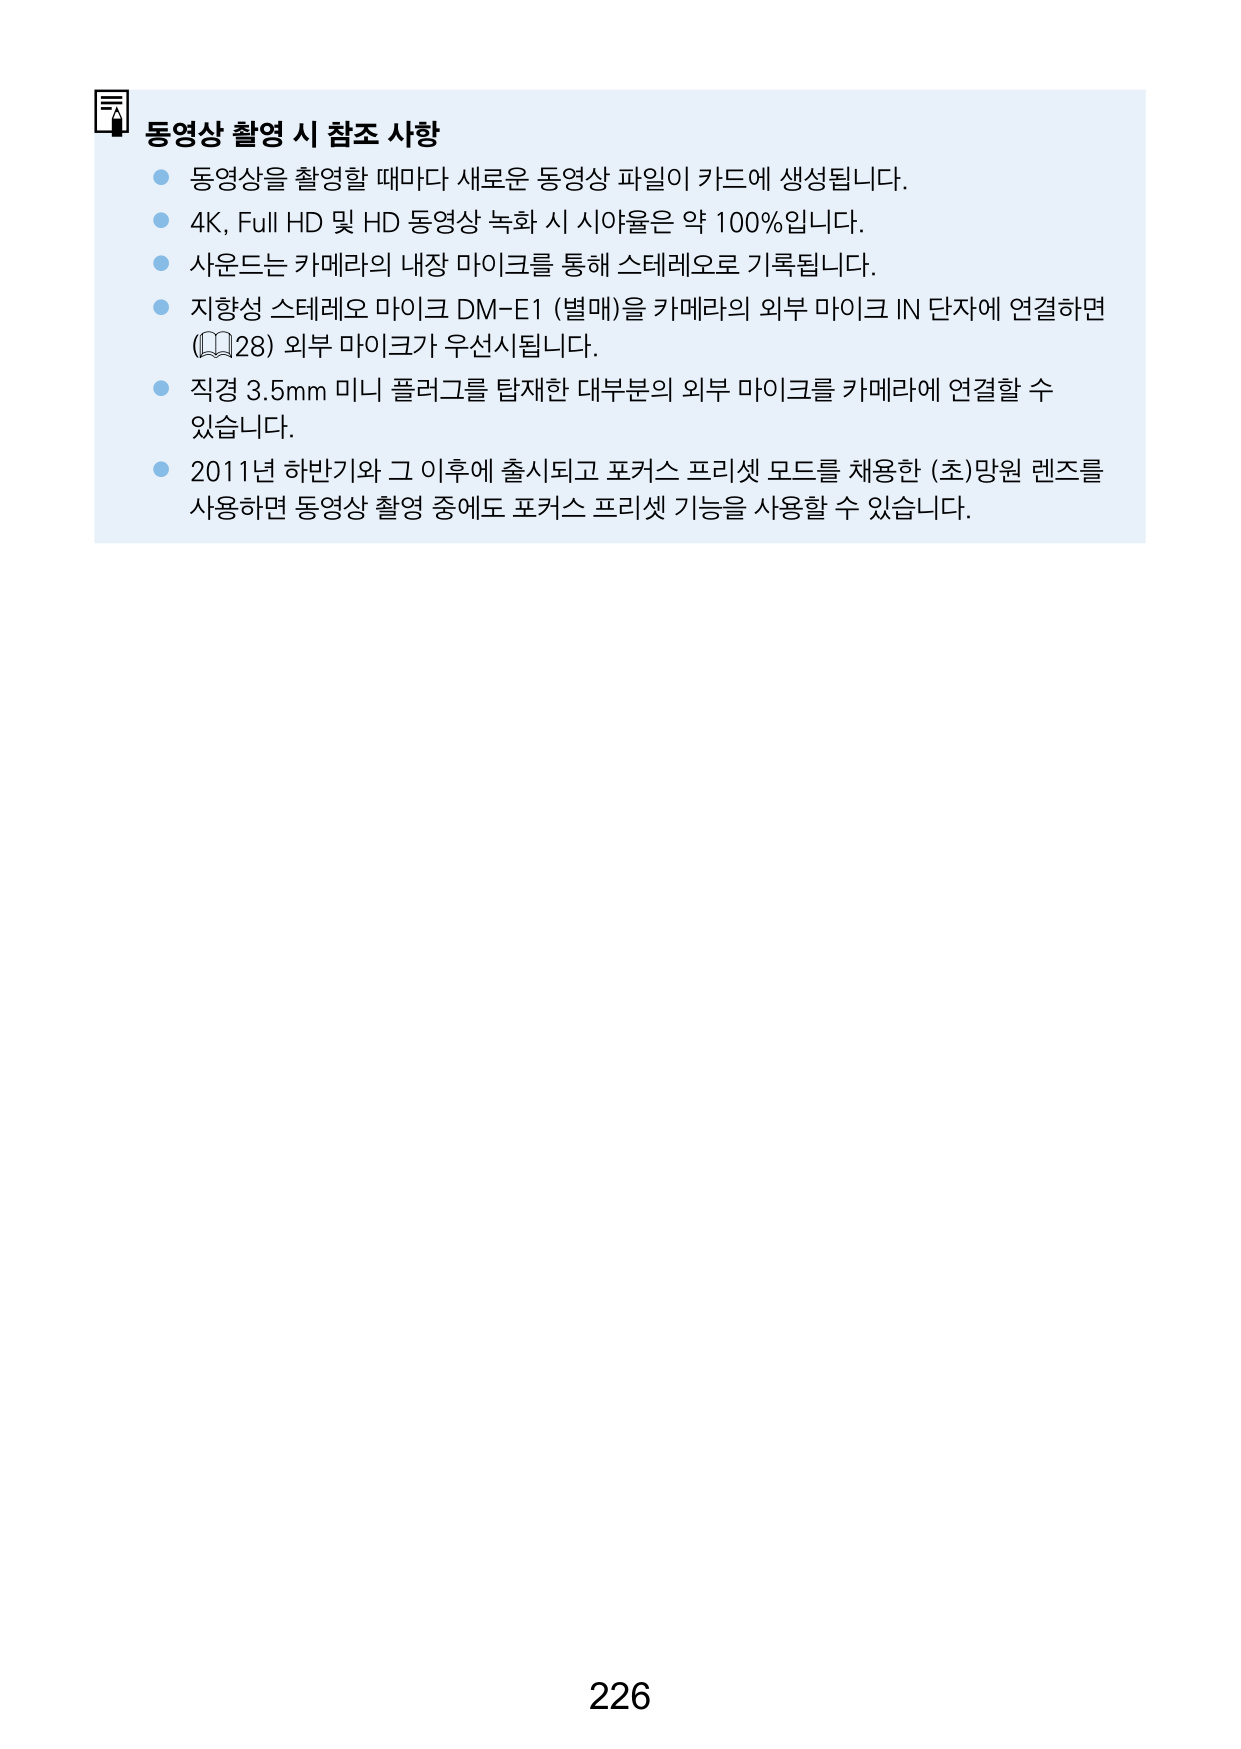 동영상 촬영 시 참조 사항
● 동영상을 촬영할 때마다 새로운 동영상 파일이 카드에 생성됩니다.
● 4K, Full HD 및 HD 동영상 녹화 시 시야율은 약 100%입니다.
● 사운드는 카메라의 내장 마이크를 통해 스테레오로 기록됩니다.
● 지향성 스테레오 마이크 DM-E1 (별매)을 카메라의 외부 마이크 IN 단자에 연결하면
(28) 외부 마이크가 우선시됩니다.
● 직경 3.5mm 미니 플러그를 탑재한 대부분의 외부 마이크를 카메라에 연결할 수
있습니다.
● 2011년 하반기와 그 이후에 출시되고 포커스 프리셋 모드를 채용한 (초)망원 렌즈를
사용하면 동영상 촬영 중에도 포커스 프리셋 기능을 사용할 수 있습니다.
226